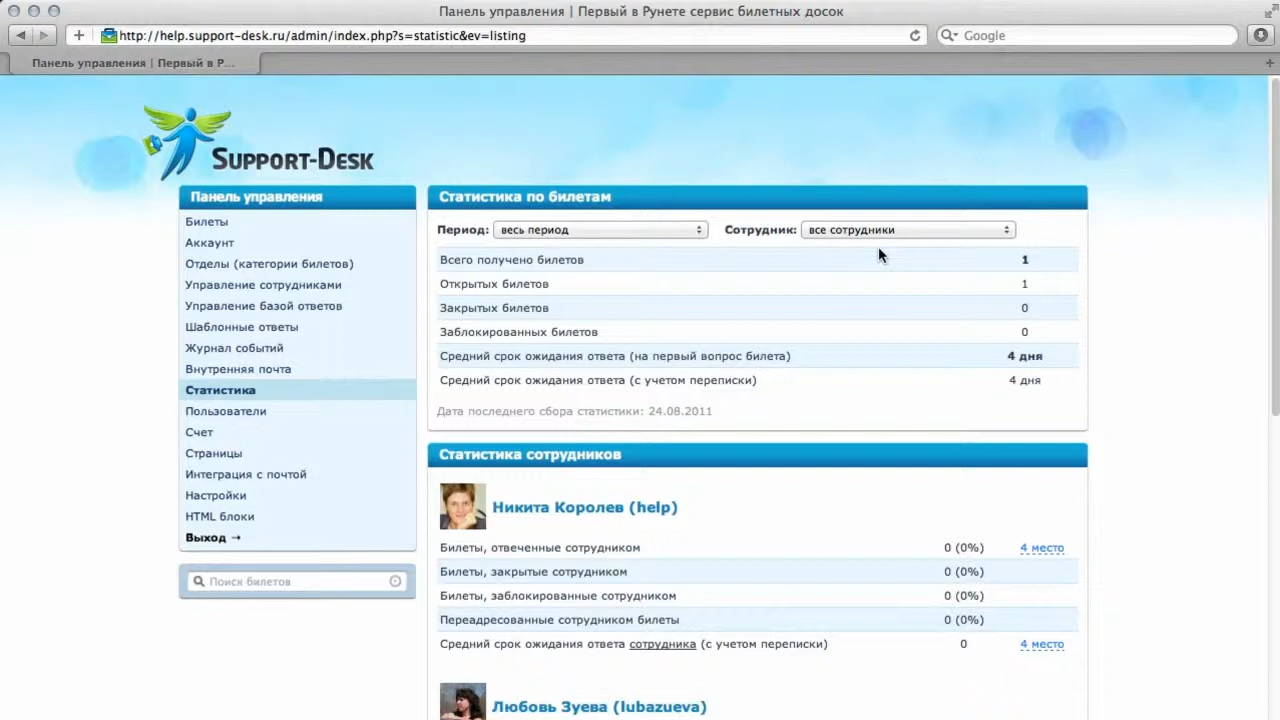 Панель управления | Первый в Рунете сервис билетных досок
http://help.support-desk.ru/admin/index.php?s=statistic&ev=listing
Google
Панель управления | Первый в Р...
Support-Desk
Панель управления
Билеты
Аккаунт
Отделы (категории билетов)
Управление сотрудниками
Управление базой ответов
Шаблонные ответы
Журнал событий
Внутренняя почта
Статистика
Пользователи
Счет
Страницы
Интеграция с почтой
Настройки
HTML блоки
Выход →
Поиск билетов
Статистика по билетам
Период: весь период Сотрудник: все сотрудники
Всего получено билетов 1
Открытых билетов 1
Закрытых билетов 0
Заблокированных билетов 0
Средний срок ожидания ответа (на первый вопрос билета) 4 дня
Средний срок ожидания ответа (с учетом переписки) 4 дня
Дата последнего сбора статистики: 24.08.2011
Статистика сотрудников
Никита Королев (help)
Билеты, отвеченные сотрудником 0 (0%) 4 место
Билеты, закрытые сотрудником 0 (0%)
Билеты, заблокированные сотрудником 0 (0%)
Переадресованные сотрудником билеты 0 (0%)
Средний срок ожидания ответа сотрудника (с учетом переписки) 0 4 место
Любовь Зуева (lubazueva)